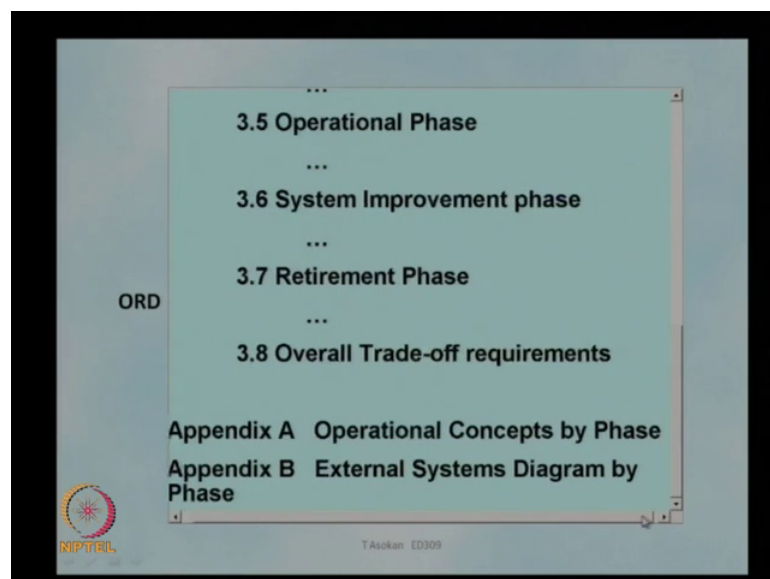 ...
3.5 Operational Phase
...
3.6 System Improvement phase
...
3.7 Retirement Phase
...
ORD
3.8 Overall Trade-off requirements
Appendix A Operational Concepts by Phase
Appendix B External Systems Diagram by
Phase
NPTEL
T Asokan ED309